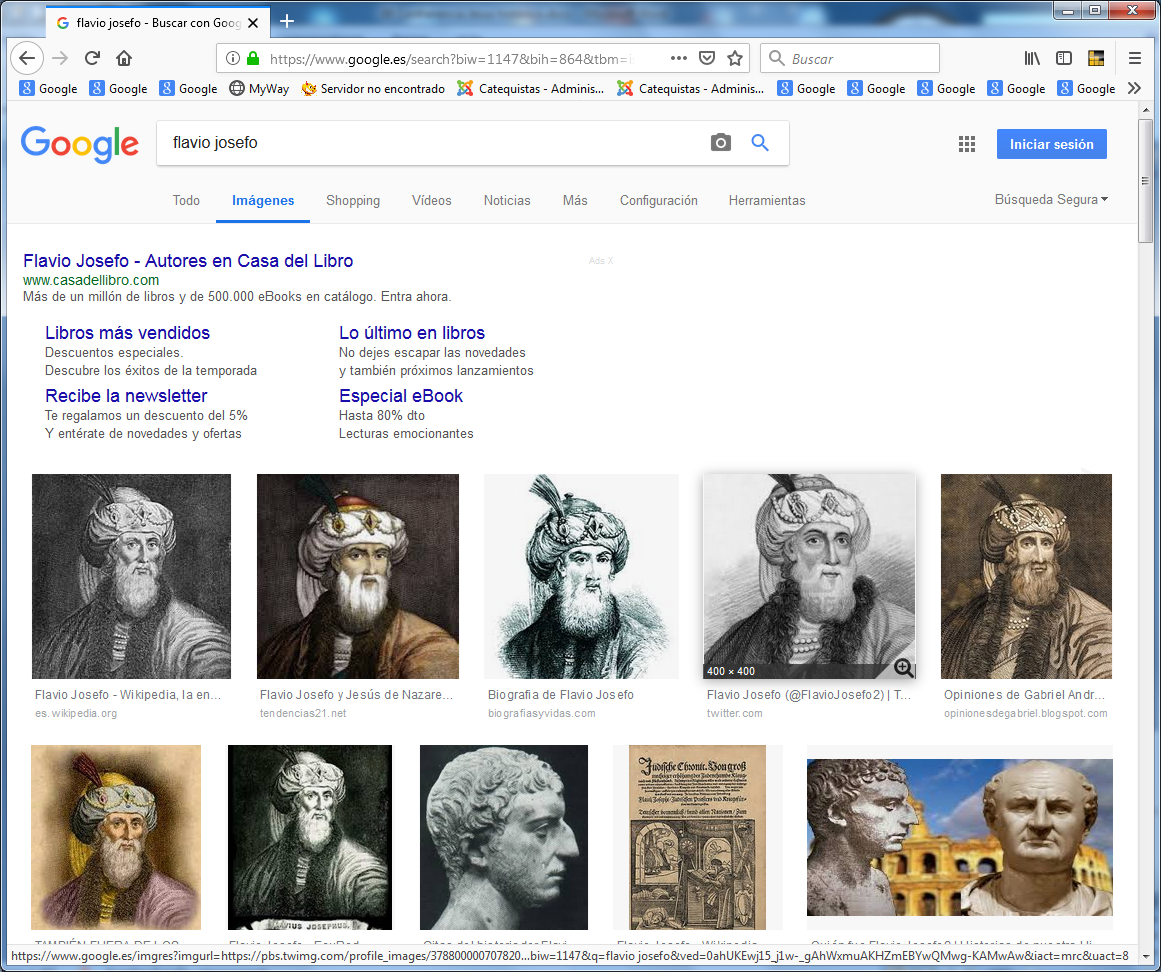 flavio josefo - Buscar con Goog
https://www.google.es/search?biw=1147&bih=864&tbm=
Buscar
Google
Google
Google
MyWay
Servidor no encontrado
Catequistas - Adminis...
Catequistas - Adminis...
Google
Google
Google
Google
Google
Google
flavio josefo
Iniciar sesión
Todo
Imágenes
Shopping
Vídeos
Noticias
Más
Configuración
Herramientas
Búsqueda Segura
Flavio Josefo - Autores en Casa del Libro
Ads X
www.casadellibro.com
Más de un millón de libros y de 500.000 eBooks en catálogo. Entra ahora.
Libros más vendidos
Descuentos especiales.
Descubre los éxitos de la temporada
Lo último en libros
No dejes escapar las novedades
y también próximos lanzamientos
Recibe la newsletter
Te regalamos un descuento del 5%
Y entérate de novedades y ofertas
Especial eBook
Hasta 80% dto
Lecturas emocionantes
400 × 400
Flavio Josefo - Wikipedia, la en...
es.wikipedia.org
Flavio Josefo y Jesús de Nazare...
tendencias21.net
Biografia de Flavio Josefo
biografiasyvidas.com
Flavio Josefo (@FlavioJosefo2) | T...
twitter.com
Opiniones de Gabriel Andr...
opinionesdegabriel.blogspot.com
Jüdische Chronic. Von groß
https://www.google.es/imgres?imgurl=https://pbs.twimg.com/profile_images/378800000707820...biw=1147&q=flavio josefo&ved=0ahUKEwj15_j1w-_gAhWxmuAKHZmEBYwQMwg-KAMwAw&iact=mrc&uact=8